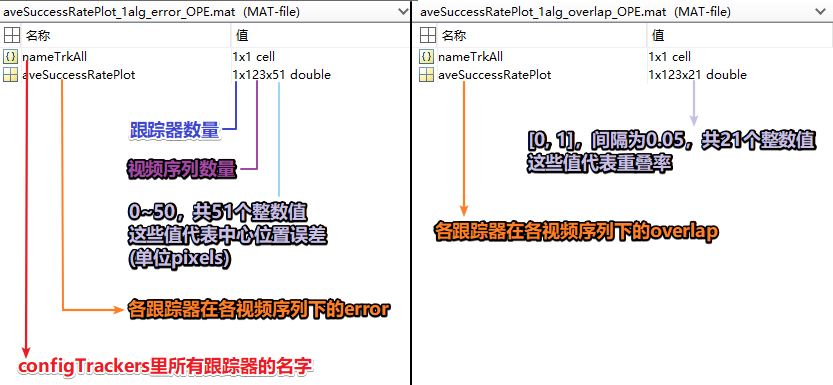 aveSuccessRatePlot_1alg_error_OPE.mat (MAT-file)
名称 值
nameTrkAll 1x1 cell
aveSuccessRatePlot 1x123x51 double
跟踪器数量
视频序列数量
0~50，共51个整数值
这些值代表中心位置误差
(单位pixels)
各跟踪器在各视频序列下的error
configTrackers里所有跟踪器的名字
aveSuccessRatePlot_1alg_overlap_OPE.mat (MAT-file)
名称 值
nameTrkAll 1x1 cell
aveSuccessRatePlot 1x123x21 double
[0, 1]，间隔为0.05，共21个整数值
这些值代表重叠率
各跟踪器在各视频序列下的overlap